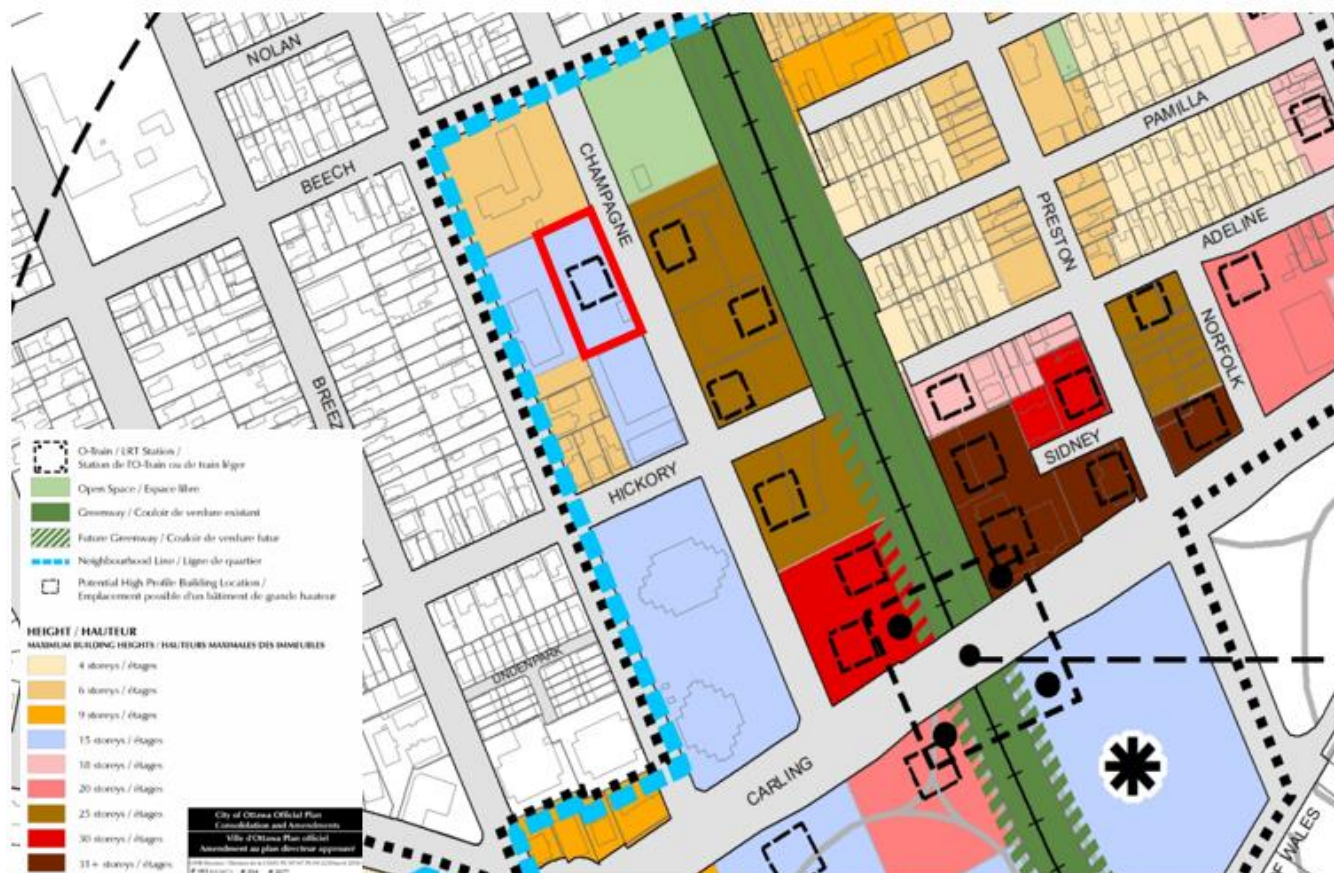 NOLAN
BEECH
CHAMPAGNE
PAMILLA
PRESTON
ADELINE
NORFOLK
SIDNEY
HICKORY
BREEZ
CARLING
F WALES
O-Train / LRT Station /
Station de l'O-Train ou de train léger
Open Space / Espace libre
Greenway / Couloir de verdure existant
Future Greenway / Couloir de verdure futur
Neighbourhood Line / Ligne de quartier
Potential High Profile Building Location /
Emplacement possible d'un bâtiment de grande hauteur
HEIGHT / HAUTEUR
MAXIMUM BUILDING HEIGHTS / HAUTEURS MAXIMALES DES IMMEUBLES
4 storeys / étages
6 storeys / étages
9 storeys / étages
15 storeys / étages
18 storeys / étages
20 storeys / étages
25 storeys / étages
30 storeys / étages
31+ storeys / étages
City of Ottawa Official Plan
Consolidation and Amendments
Ville d'Ottawa Plan officiel
Amendement au plan directeur approuvé